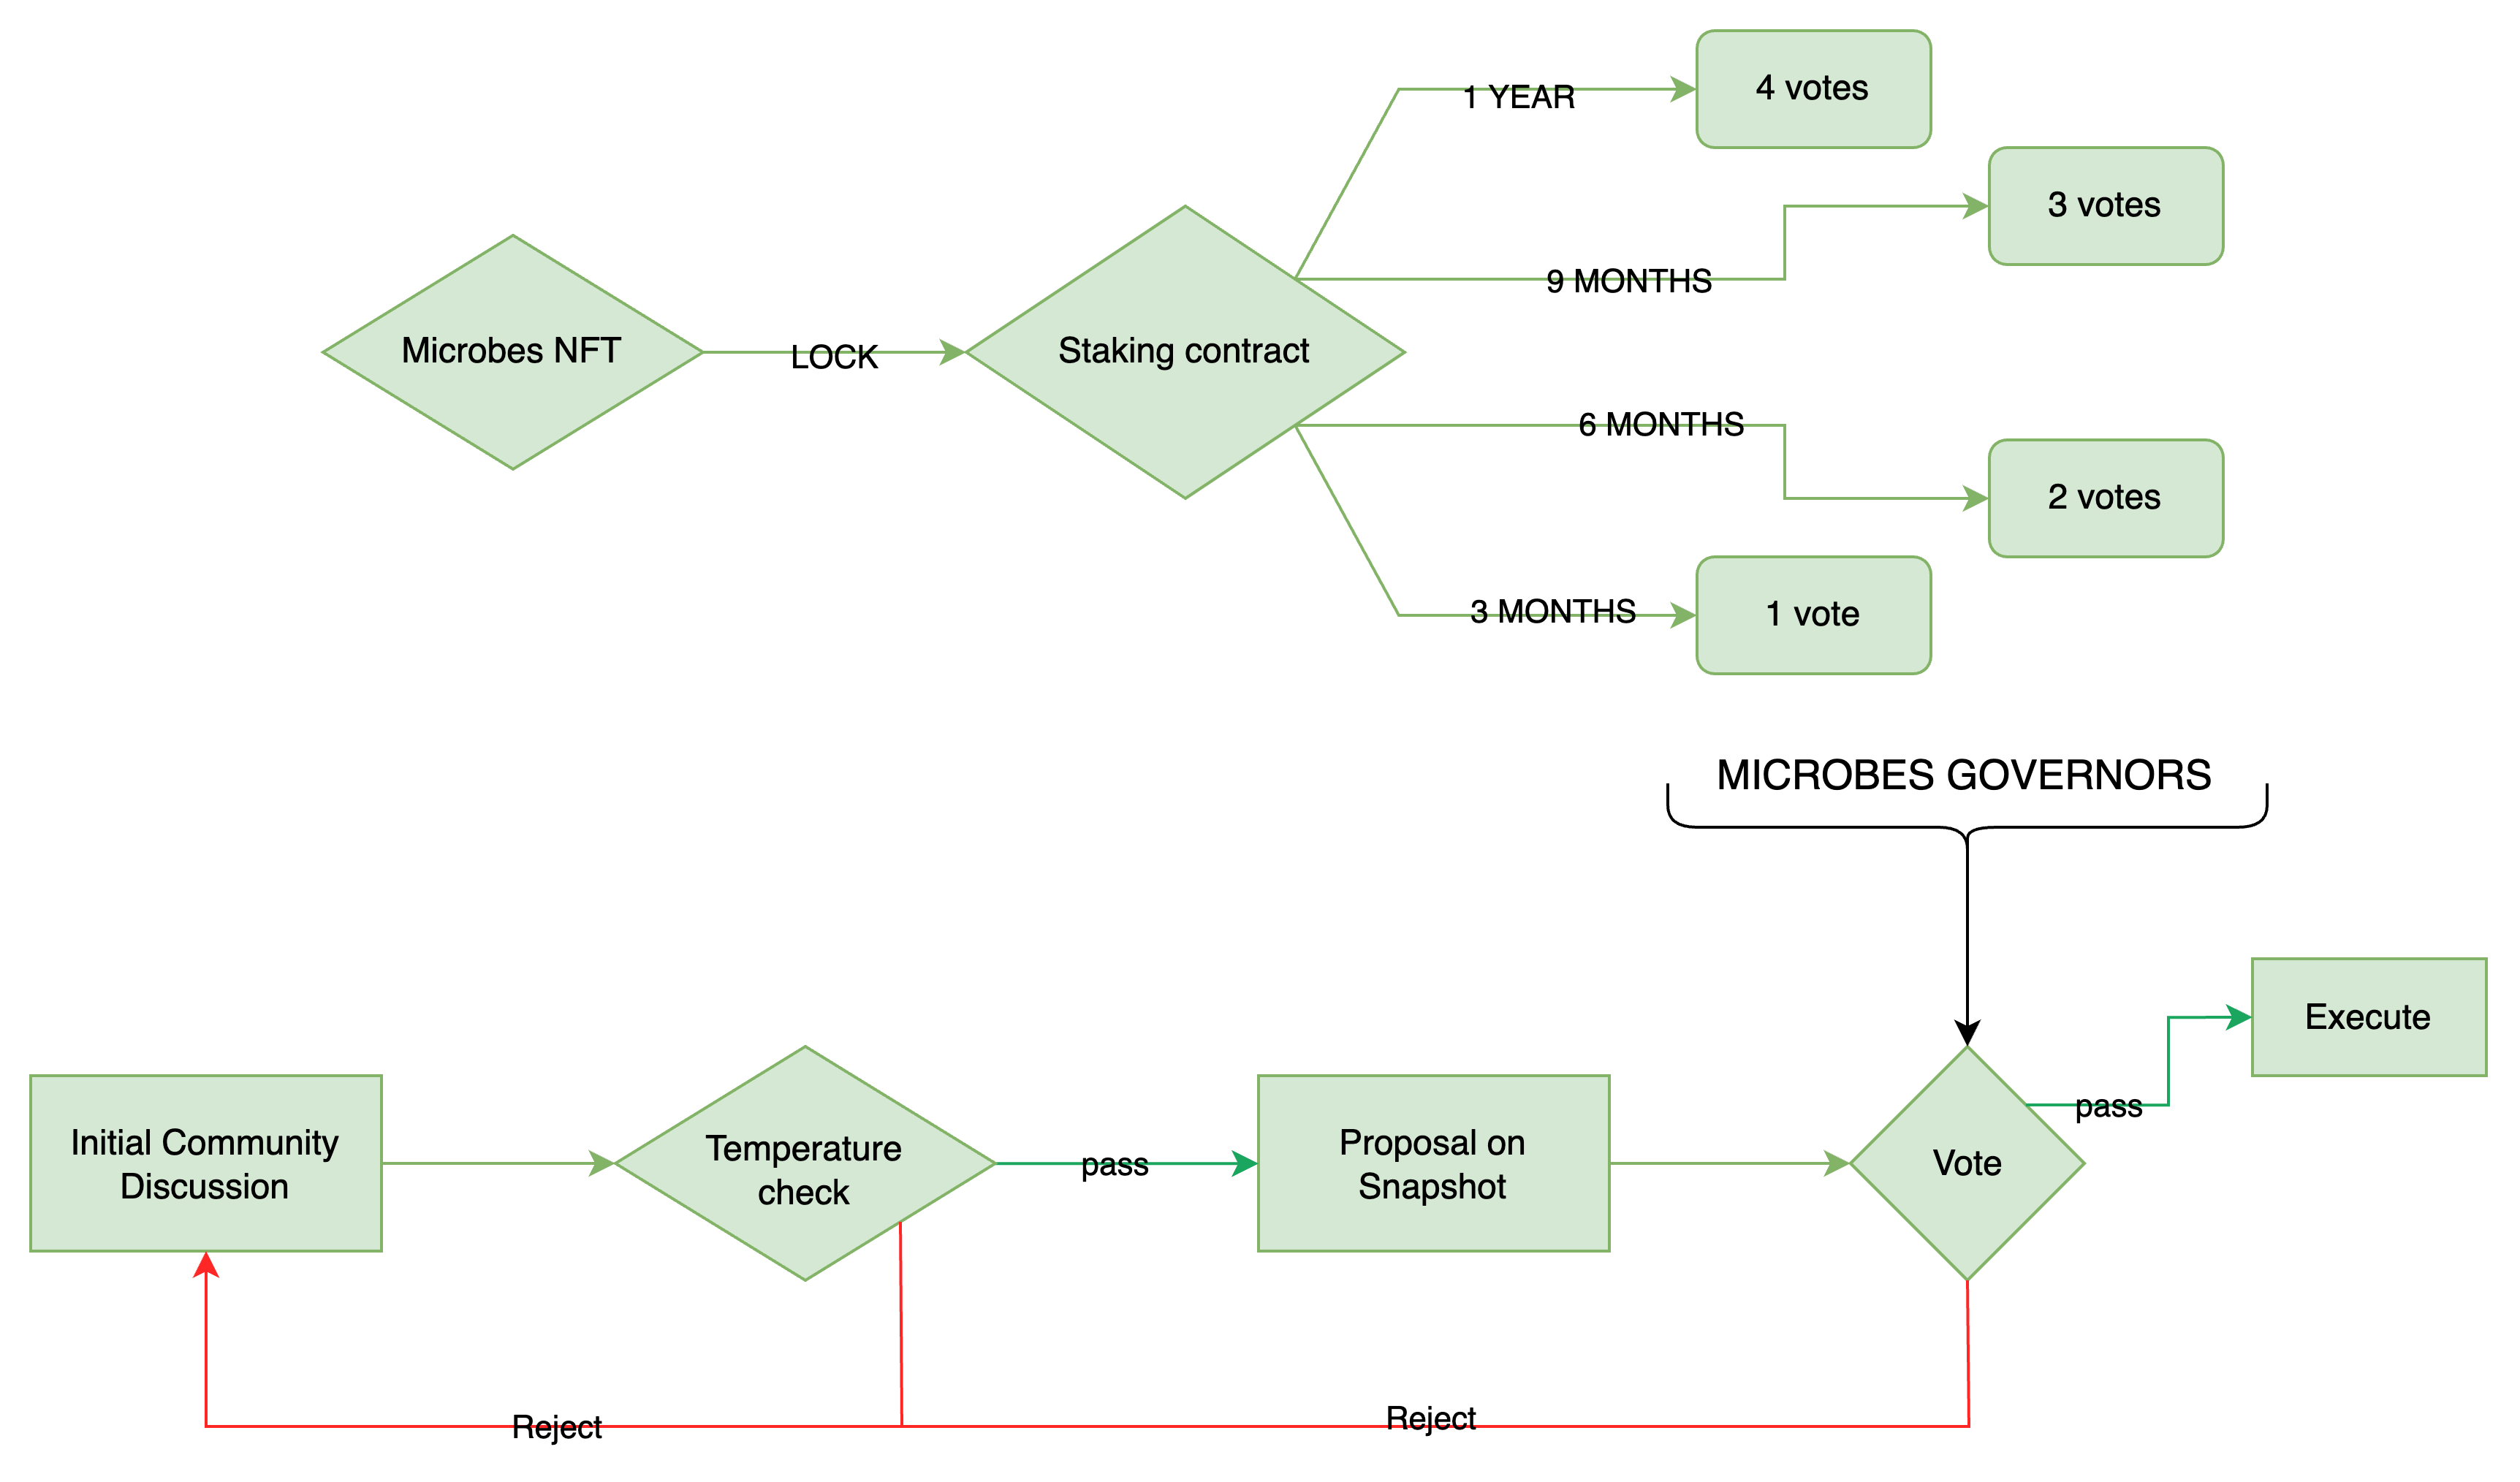 1 YEAR
4 votes
3 votes
9 MONTHS
Microbes NFT
LOCK
Staking contract
6 MONTHS
2 votes
3 MONTHS
1 vote
MICROBES GOVERNORS
Execute
pass
Initial Community
Discussion
Temperature
check
pass
Proposal on
Snapshot
Vote
Reject
Reject